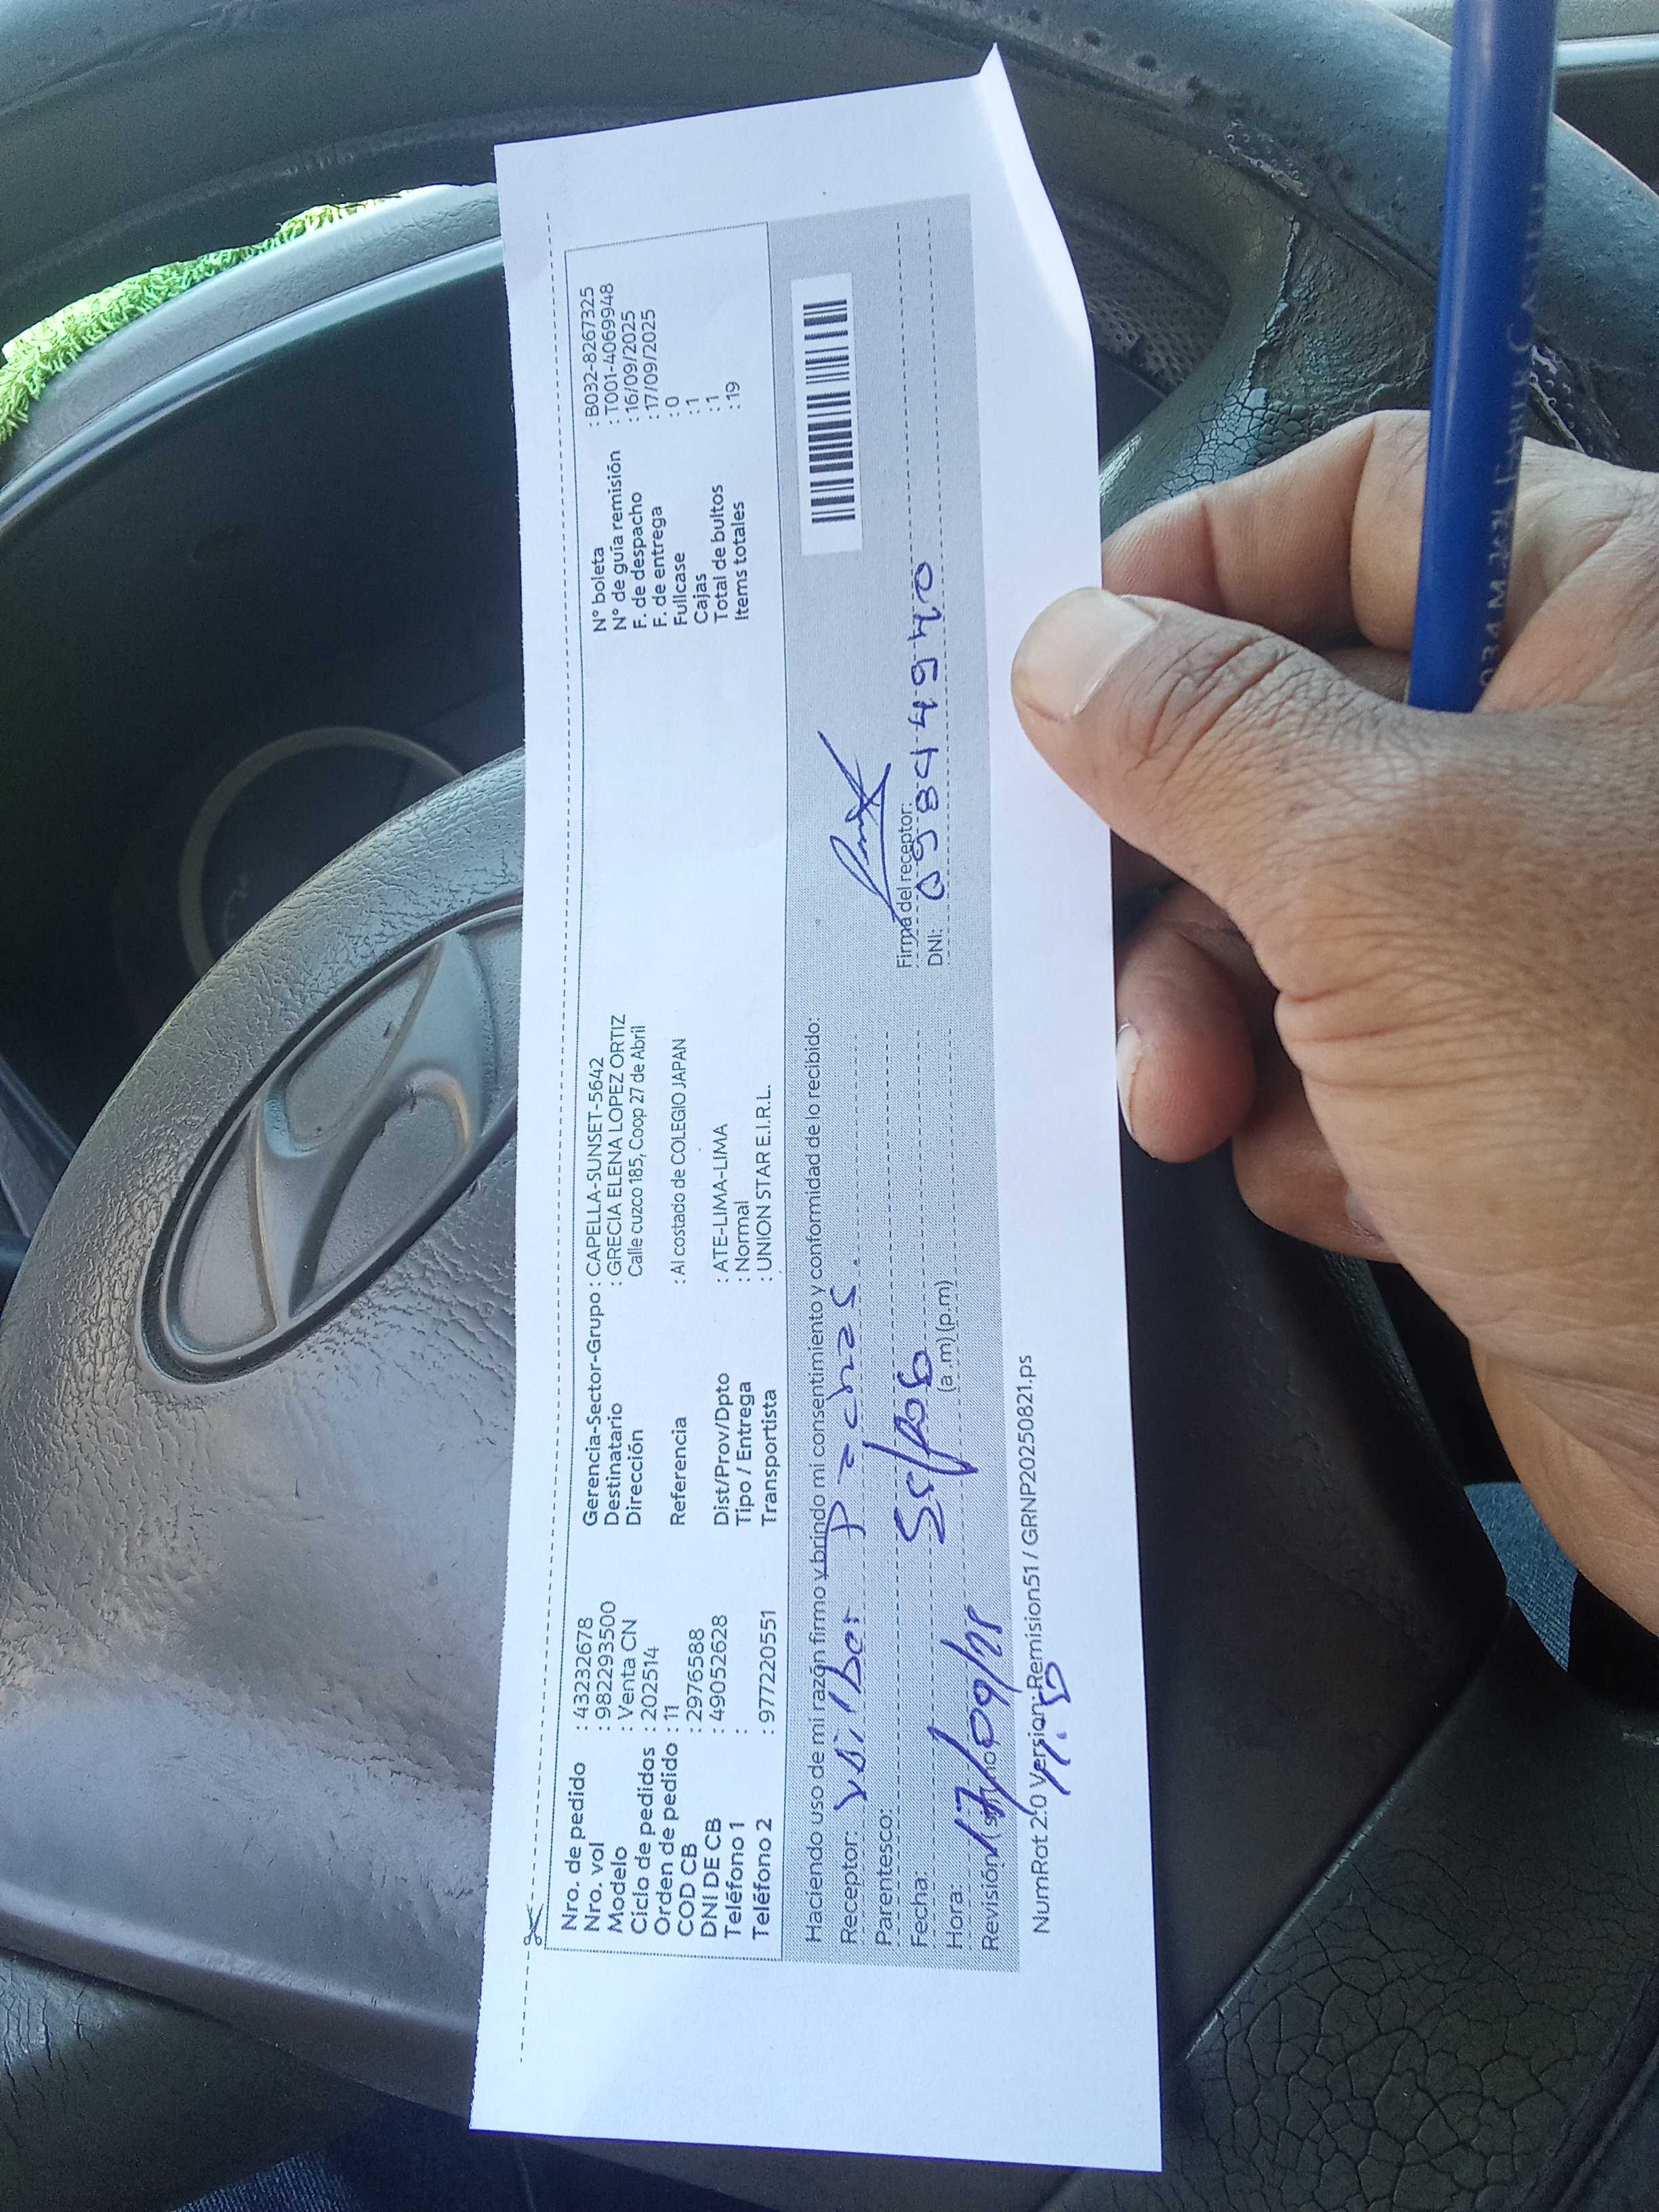 Nro. de pedido : 43232678
Nro. vol : 982293500
Modelo : Venta CN
Ciclo de pedidos : 202514
Orden de pedido : 11
COD CB : 2976588
DNI DE CB : 49052628
Teléfono 1 :
Teléfono 2 : 977220551
Gerencia-Sector-Grupo : CAPELLA-SUNSET-5642
Destinatario : GRECIA ELENA LOPEZ ORTIZ
Dirección Calle cuzco 185, Coop 27 de Abril
Referencia : Al costado de COLEGIO JAPAN
Dist/Prov/Dpto : ATE-LIMA-LIMA
Tipo / Entrega : Normal
Transportista : UNION STAR E.I.R.L.
N° boleta : B032-8267325
N° de guía remisión : T001-4069948
F. de despacho : 16/09/2025
F. de entrega : 17/09/2025
Fullcase : 0
Cajas : 1
Total de bultos : 1
Items totales : 19
Haciendo uso de mi razón firmo y brindo mi consentimiento y conformidad de lo recibido:
Receptor:
Parentesco:
Fecha: 17/09/25
Hora: (a.m) (p.m)
Revisión
Firma del receptor:
DNI: 09844970
NumRot 2.0 Version-Remision51 / GRNP20250821.ps